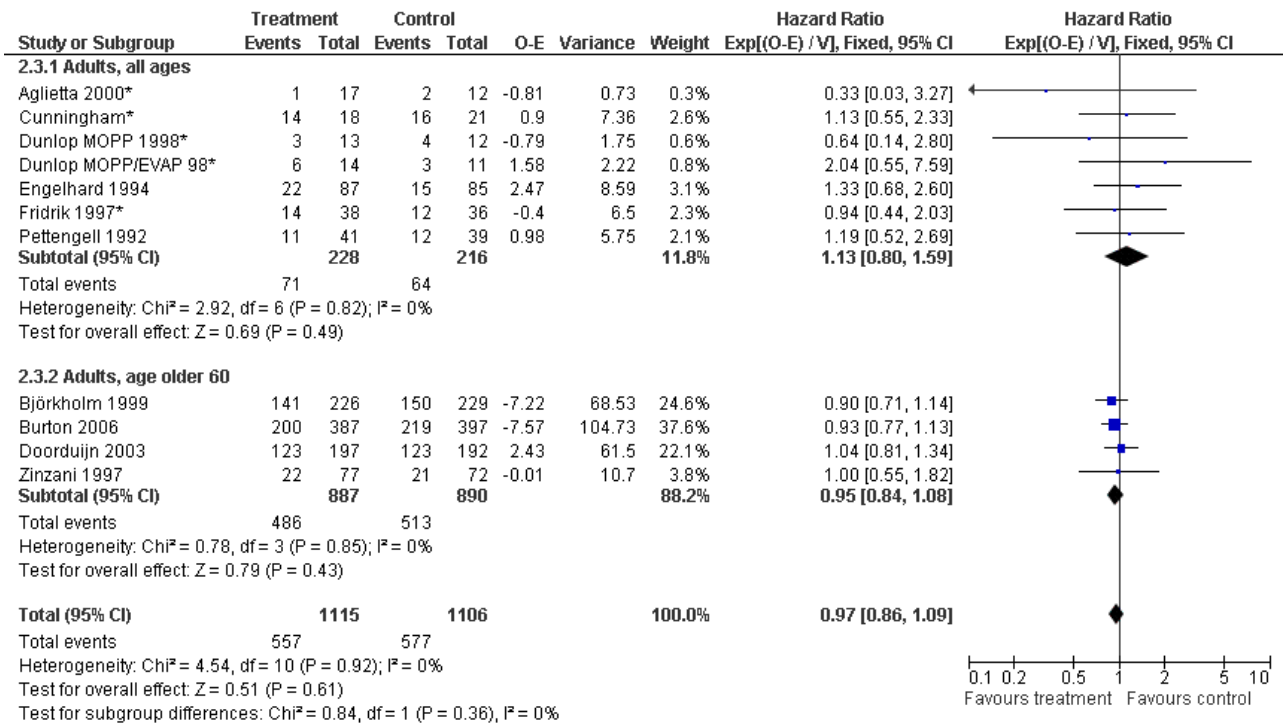 Treatment Control Hazard Ratio Hazard Ratio
Study or Subgroup Events Total Events Total O-E Variance Weight Exp[(O-E) / V], Fixed, 95% CI Exp[(O-E) / V], Fixed, 95% CI
2.3.1 Adults, all ages
Aglietta 2000* 1 17 2 12 -0.81 0.73 0.3% 0.33 [0.03, 3.27]
Cunningham* 14 18 16 21 0.9 7.36 2.6% 1.13 [0.55, 2.33]
Dunlop MOPP 1998* 3 13 4 12 -0.79 1.75 0.6% 0.64 [0.14, 2.80]
Dunlop MOPP/EVAP 98* 6 14 3 11 1.58 2.22 0.8% 2.04 [0.55, 7.59]
Engelhard 1994 22 87 15 85 2.47 8.59 3.1% 1.33 [0.68, 2.60]
Fridrik 1997* 14 38 12 36 -0.4 6.5 2.3% 0.94 [0.44, 2.03]
Pettengell 1992 11 41 12 39 0.98 5.75 2.1% 1.19 [0.52, 2.69]
Subtotal (95% CI) 228 216 11.8% 1.13 [0.80, 1.59]
Total events 71 64
Heterogeneity: Chi² = 2.92, df = 6 (P = 0.82); I² = 0%
Test for overall effect: Z = 0.69 (P = 0.49)
2.3.2 Adults, age older 60
Björkholm 1999 141 226 150 229 -7.22 68.53 24.6% 0.90 [0.71, 1.14]
Burton 2006 200 387 219 397 -7.57 104.73 37.6% 0.93 [0.77, 1.13]
Doorduijn 2003 123 197 123 192 2.43 61.5 22.1% 1.04 [0.81, 1.34]
Zinzani 1997 22 77 21 72 -0.01 10.7 3.8% 1.00 [0.55, 1.82]
Subtotal (95% CI) 887 890 88.2% 0.95 [0.84, 1.08]
Total events 486 513
Heterogeneity: Chi² = 0.78, df = 3 (P = 0.85); I² = 0%
Test for overall effect: Z = 0.79 (P = 0.43)
Total (95% CI) 1115 1106 100.0% 0.97 [0.86, 1.09]
Total events 557 577
Heterogeneity: Chi² = 4.54, df = 10 (P = 0.92); I² = 0%
Test for overall effect: Z = 0.51 (P = 0.61)
Test for subgroup differences: Chi² = 0.84, df = 1 (P = 0.36), I² = 0%
0.1 0.2 0.5 1 2 5 10
Favours treatment Favours control